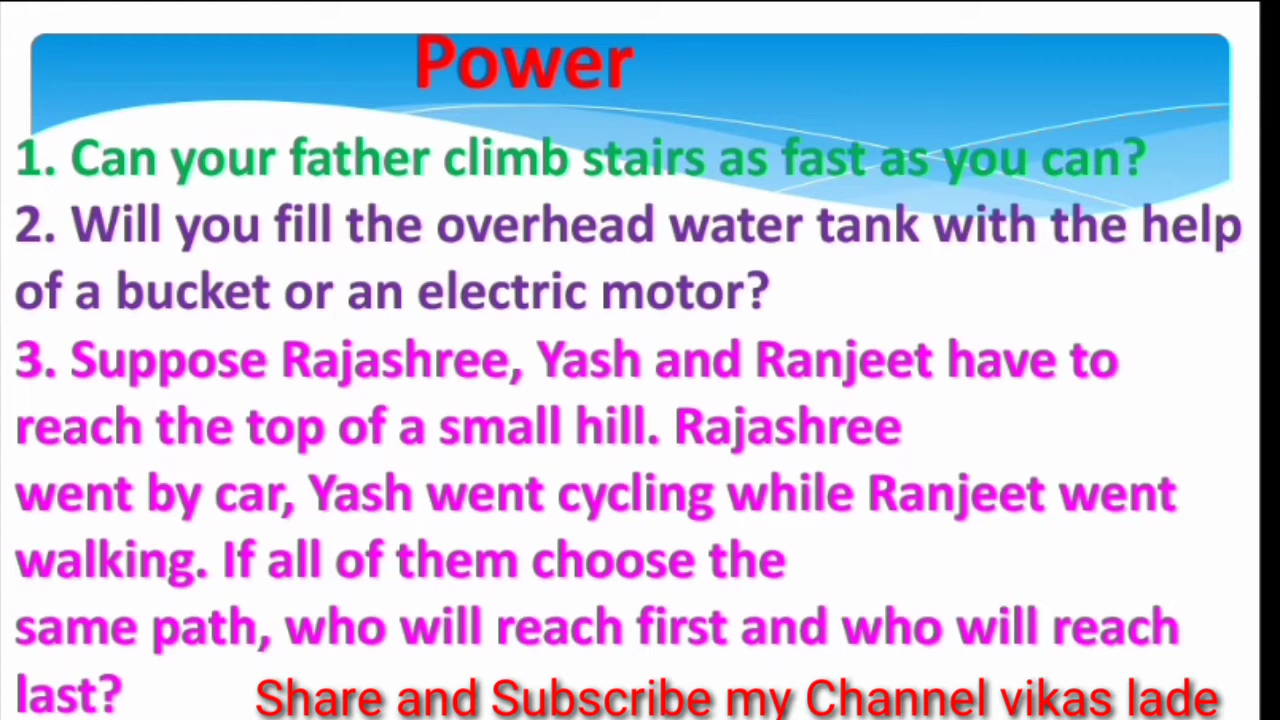 Power
1. Can your father climb stairs as fast as you can?
2. Will you fill the overhead water tank with the help
of a bucket or an electric motor?
3. Suppose Rajashree, Yash and Ranjeet have to
reach the top of a small hill. Rajashree
went by car, Yash went cycling while Ranjeet went
walking. If all of them choose the
same path, who will reach first and who will reach
last?
Share and Subscribe my Channel vikas lade